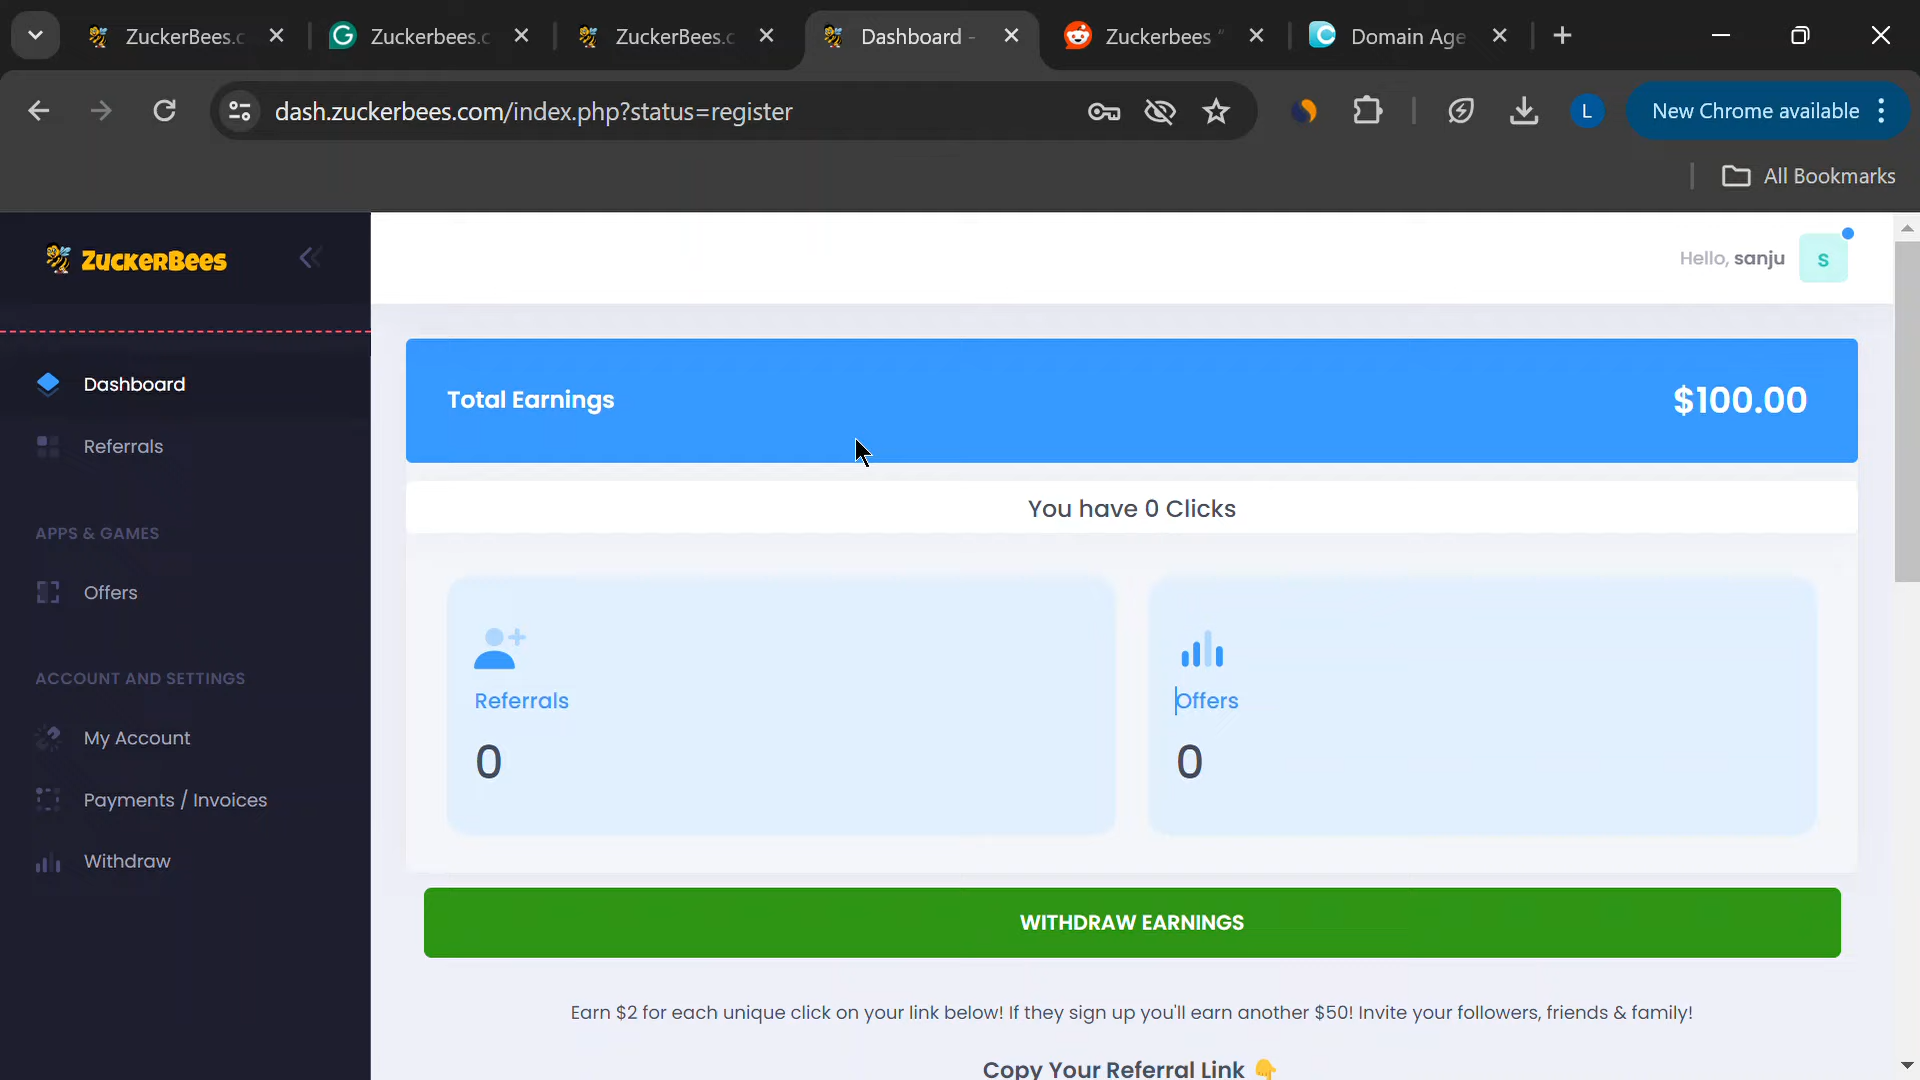 ZuckerBees.c
Zuckerbees.c
ZuckerBees.c
Dashboard -
Zuckerbees "
Domain Age
dash.zuckerbees.com/index.php?status=register
L
New Chrome available
All Bookmarks
ZuckerBees
Hello, sanju
S
Dashboard
Referrals
APPS & GAMES
Offers
ACCOUNT AND SETTINGS
My Account
Payments / Invoices
Withdraw
Total Earnings
$100.00
You have 0 Clicks
Referrals
0
Offers
0
WITHDRAW EARNINGS
Earn $2 for each unique click on your link below! If they sign up you'll earn another $50! Invite your followers, friends & family!
Copy Your Referral Link 👇